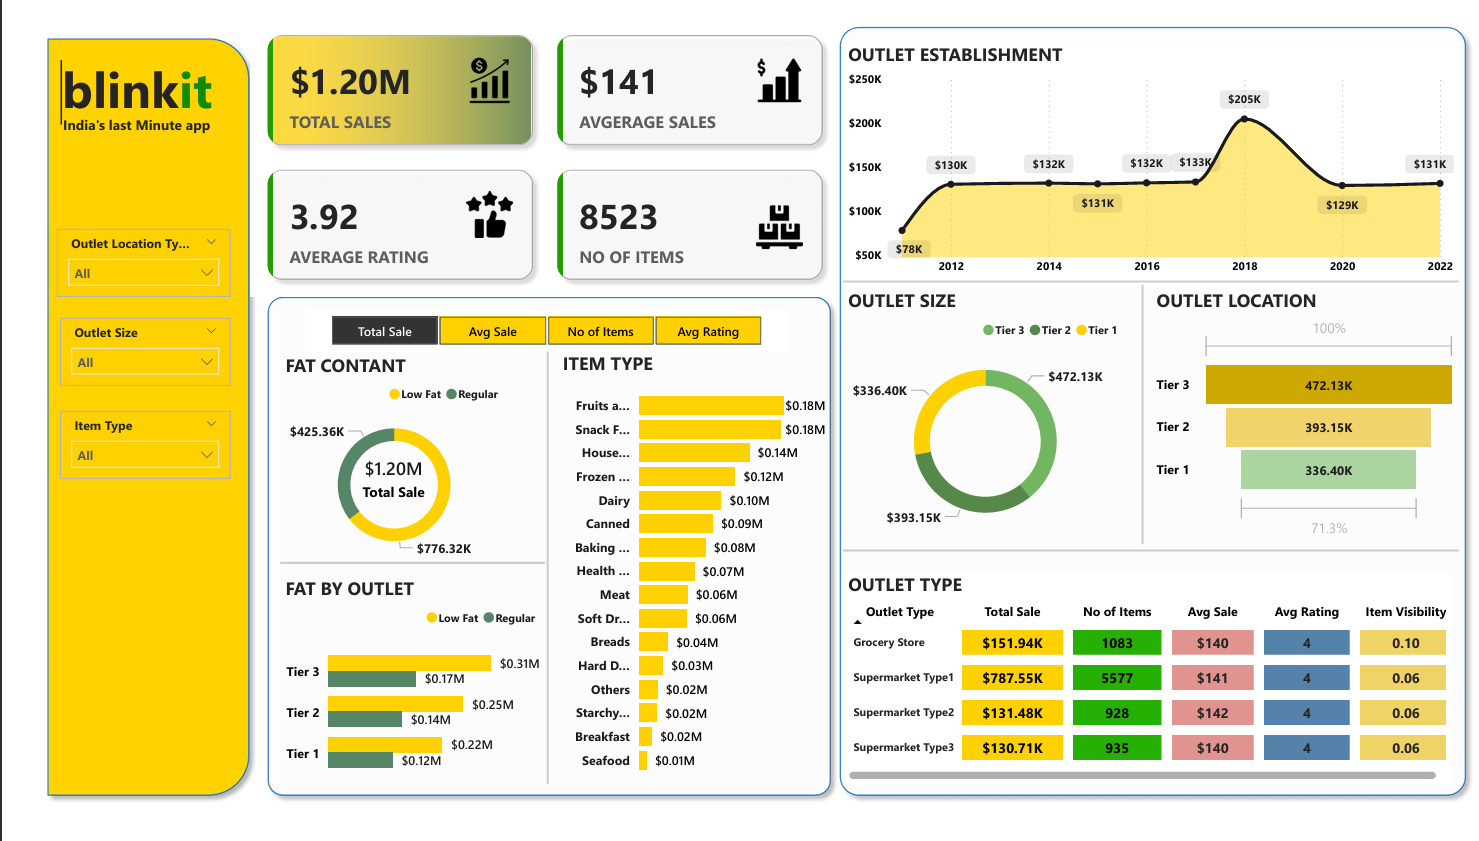 blinkit
India's last Minute app
Outlet Location Ty...
All
Outlet Size
All
Item Type
All
$1.20M
TOTAL SALES
$141
AVGERAGE SALES
3.92
AVERAGE RATING
8523
NO OF ITEMS
Total Sale Avg Sale No of Items Avg Rating
FAT CONTANT
Low Fat Regular
$425.36K
$1.20M
Total Sale
$776.32K
FAT BY OUTLET
Low Fat Regular
Tier 3 $0.31M
$0.17M
Tier 2 $0.25M
$0.14M
Tier 1 $0.22M
$0.12M
ITEM TYPE
Fruits a... $0.18M
Snack F... $0.18M
House... $0.14M
Frozen ... $0.12M
Dairy $0.10M
Canned $0.09M
Baking ... $0.08M
Health ... $0.07M
Meat $0.06M
Soft Dr... $0.06M
Breads $0.04M
Hard D... $0.03M
Others $0.02M
Starchy... $0.02M
Breakfast $0.02M
Seafood $0.01M
OUTLET ESTABLISHMENT
$250K
$200K
$150K
$100K
$50K
$78K
$130K
$132K
$131K
$132K
$133K
$205K
$129K
$131K
2012 2014 2016 2018 2020 2022
OUTLET SIZE
Tier 3 Tier 2 Tier 1
$336.40K
$472.13K
$393.15K
OUTLET LOCATION
100%
Tier 3 472.13K
Tier 2 393.15K
Tier 1 336.40K
71.3%
OUTLET TYPE
Outlet Type Total Sale No of Items Avg Sale Avg Rating Item Visibility
Grocery Store $151.94K 1083 $140 4 0.10
Supermarket Type1 $787.55K 5577 $141 4 0.06
Supermarket Type2 $131.48K 928 $142 4 0.06
Supermarket Type3 $130.71K 935 $140 4 0.06